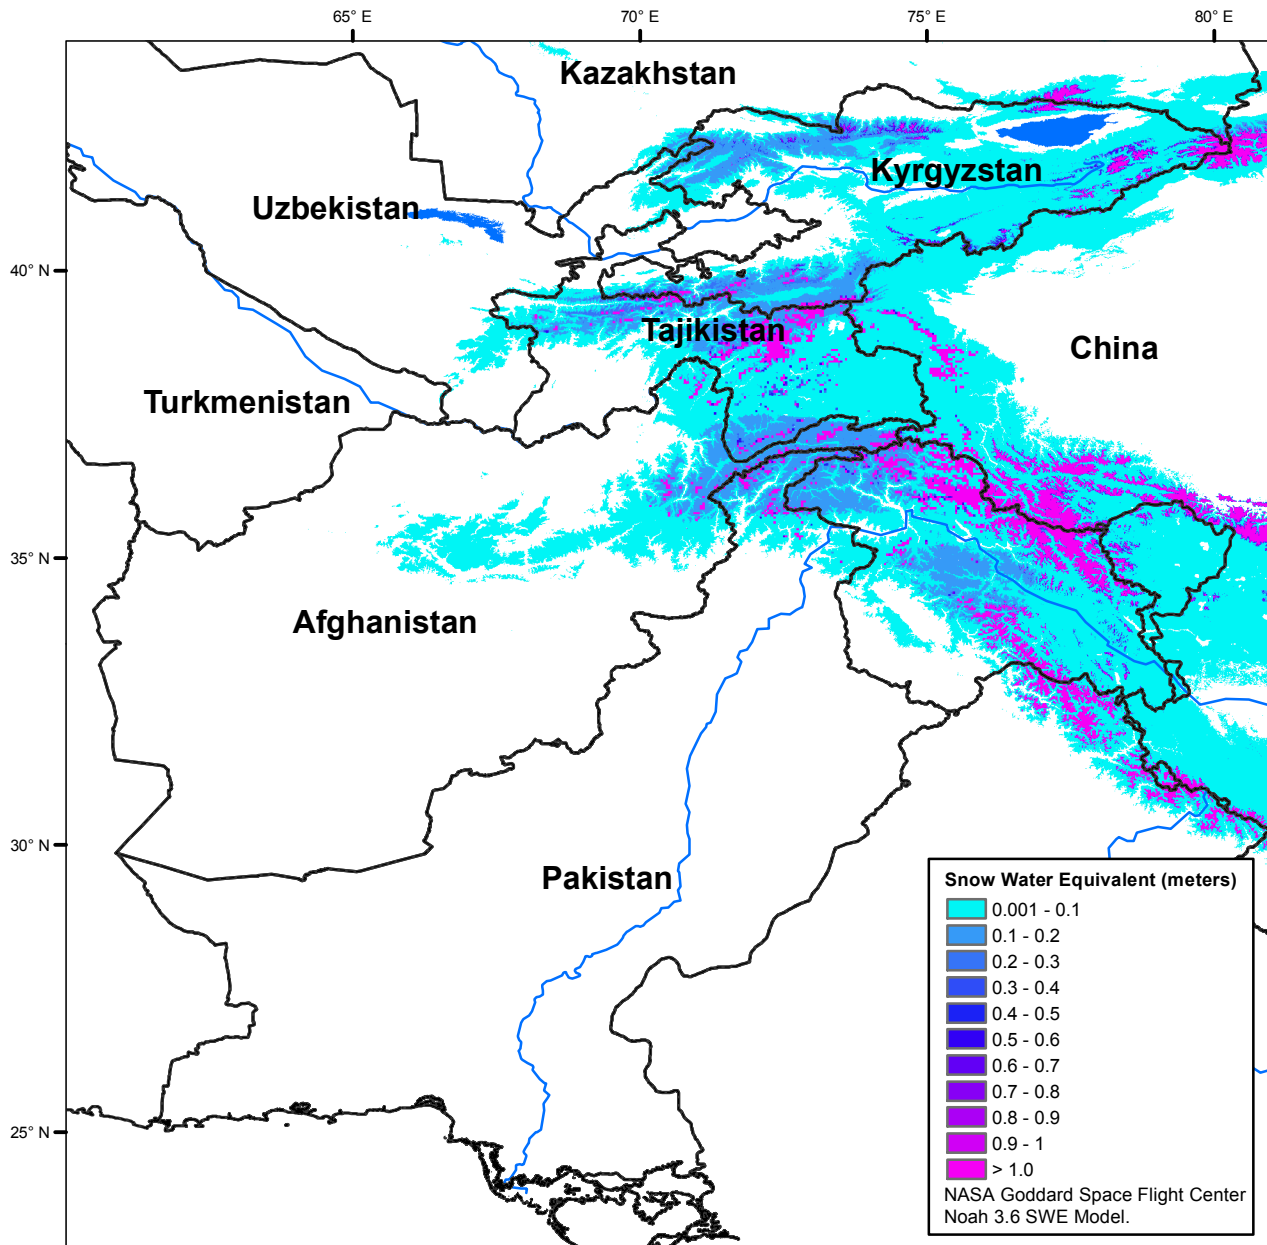 65° E
70° E
75° E
80° E
Kazakhstan
Kyrgyzstan
Uzbekistan
40° N
Tajikistan
China
Turkmenistan
35° N
Afghanistan
30° N
Pakistan
25° N
Snow Water Equivalent (meters)
0.001 - 0.1
0.1 - 0.2
0.2 - 0.3
0.3 - 0.4
0.4 - 0.5
0.5 - 0.6
0.6 - 0.7
0.7 - 0.8
0.8 - 0.9
0.9 - 1
> 1.0
NASA Goddard Space Flight Center
Noah 3.6 SWE Model.